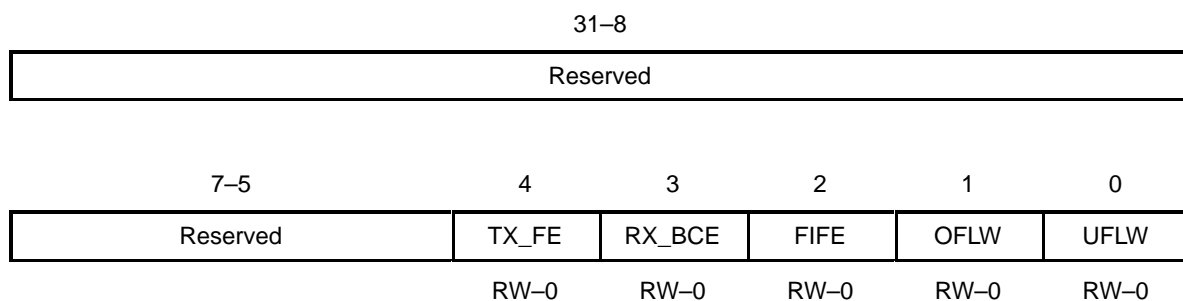 31–8
Reserved
7–5 4 3 2 1 0
Reserved TX_FE RX_BCE FIFE OFLW UFLW
RW–0 RW–0 RW–0 RW–0 RW–0